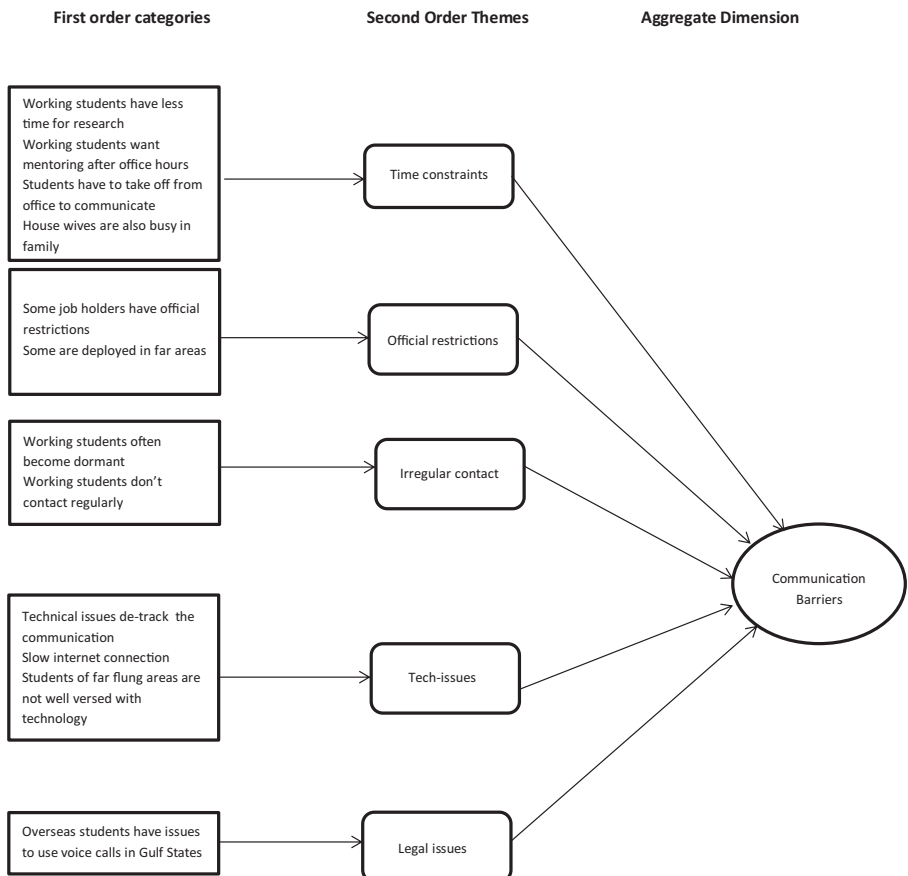 First order categories
Second Order Themes
Aggregate Dimension
Working students have less
time for research
Working students want
mentoring after office hours
Students have to take off from
office to communicate
House wives are also busy in
family
Time constraints
Some job holders have official
restrictions
Some are deployed in far areas
Official restrictions
Working students often
become dormant
Working students don't
contact regularly
Irregular contact
Communication
Barriers
Technical issues de-track the
communication
Slow internet connection
Students of far flung areas are
not well versed with
technology
Tech-issues
Overseas students have issues
to use voice calls in Gulf States
Legal issues